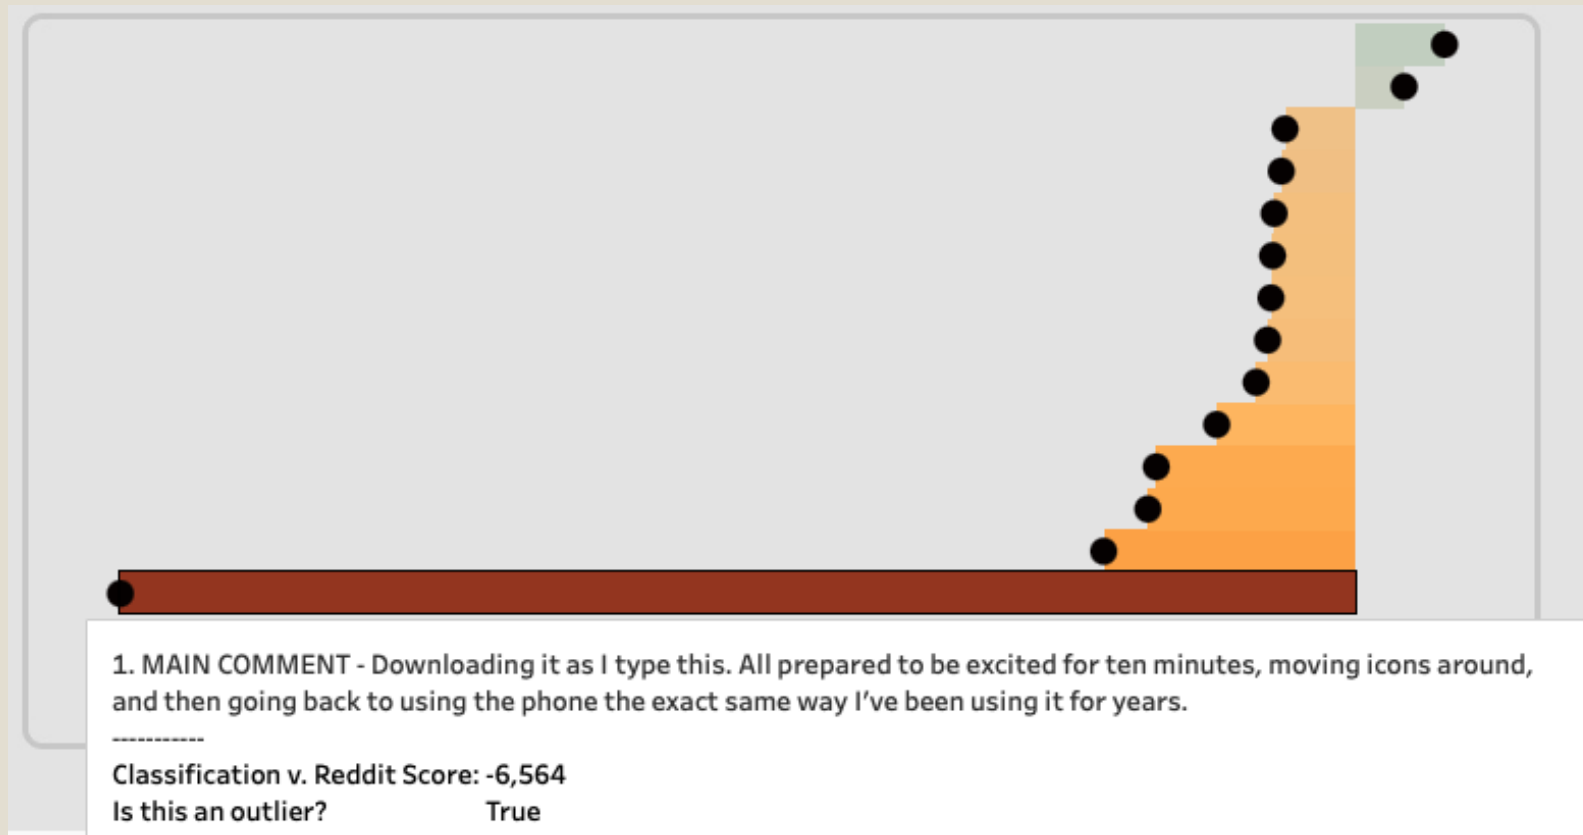 1. MAIN COMMENT - Downloading it as I type this. All prepared to be excited for ten minutes, moving icons around,
and then going back to using the phone the exact same way I’ve been using it for years.
-----------
Classification v. Reddit Score: -6,564
Is this an outlier? True